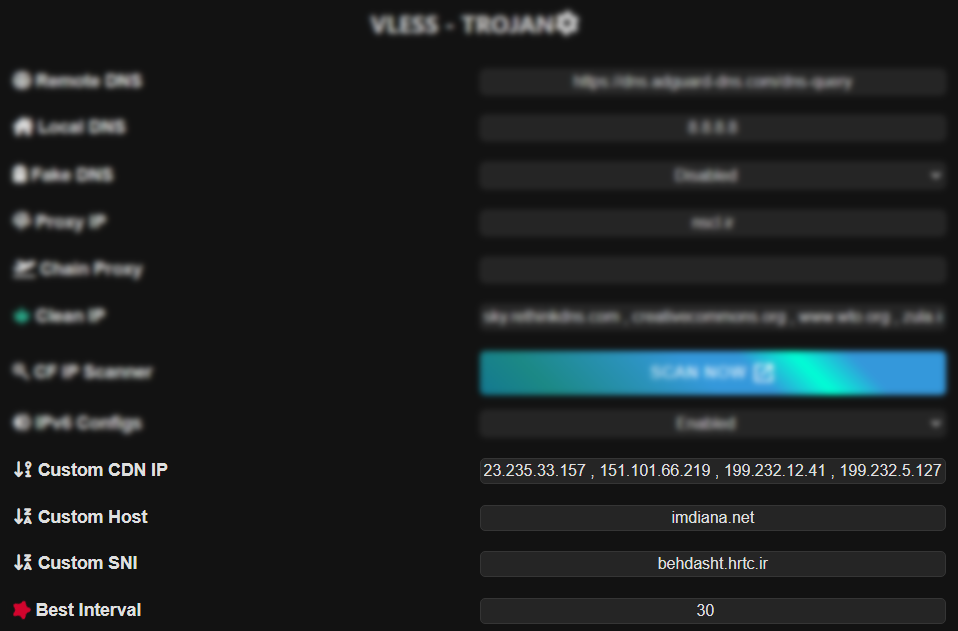 VLESS - TROJAN
Remote DNS https://dns.adguard-dns.com/dns-query
Local DNS 8.8.8.8
Fake DNS Disabled
Proxy IP
Chain Proxy
Clean IP sky.rethinkdns.com , creativecommons.org , www.wto.org ,
CF IP Scanner SCAN NOW
IPv6 Configs Enabled
Custom CDN IP 23.235.33.157 , 151.101.66.219 , 199.232.12.41 , 199.232.5.127
Custom Host imdiana.net
Custom SNI behdasht.hrtc.ir
Best Interval 30